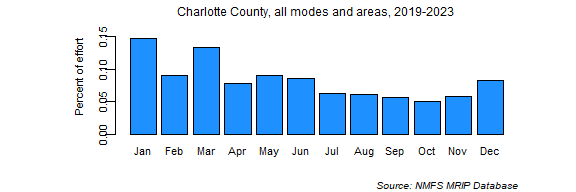 Charlotte County, all modes and areas, 2019-2023
Percent of effort
0.15
0.10
0.05
0.00
Jan Feb Mar Apr May Jun Jul Aug Sep Oct Nov Dec
Source: NMFS MRIP Database